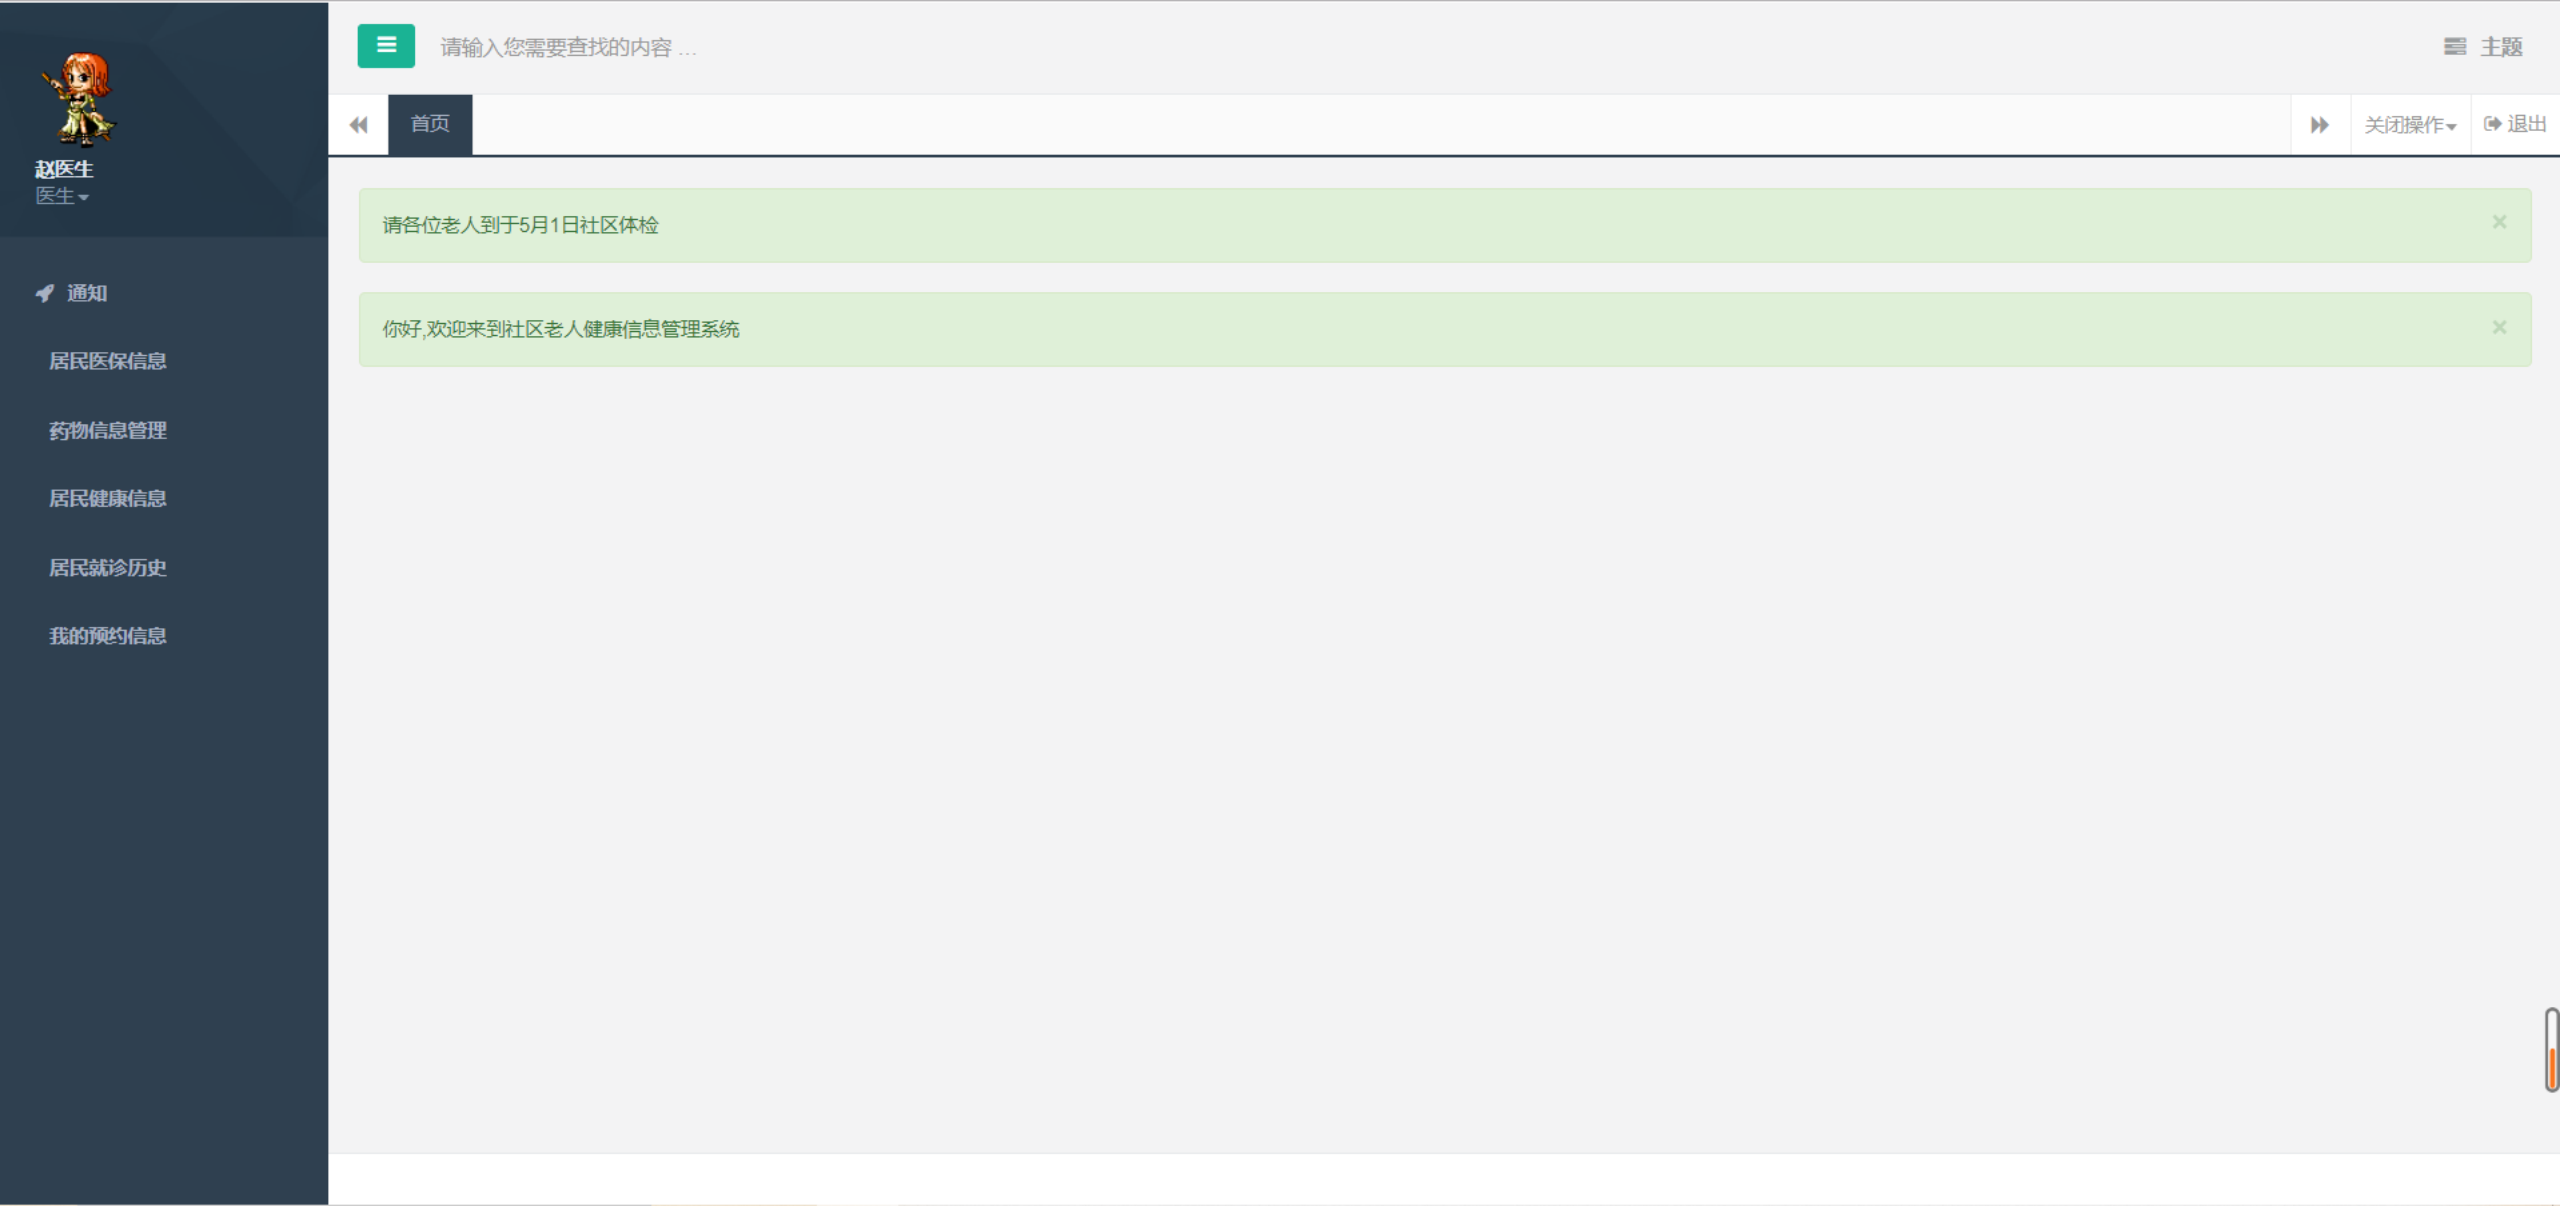 请输入您需要查找的内容 …
主题
首页
关闭操作
退出
赵医生
医生
通知
居民医保信息
药物信息管理
居民健康信息
居民就诊历史
我的预约信息
请各位老人到于5月1日社区体检
×
你好,欢迎来到社区老人健康信息管理系统
×